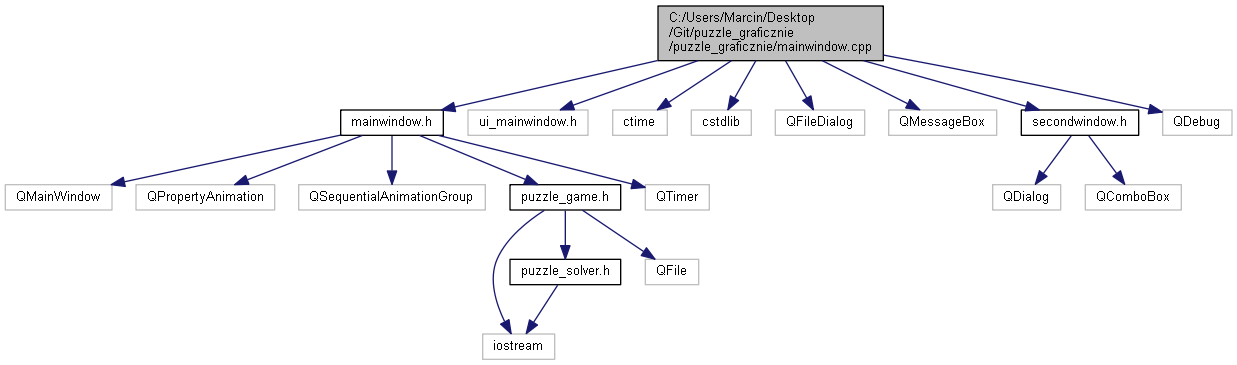 C:/Users/Marcin/Desktop
/Git/puzzle_graficznie
/puzzle_graficznie/mainwindow.cpp
mainwindow.h
ui_mainwindow.h
ctime
cstdlib
QFileDialog
QMessageBox
secondwindow.h
QDebug
QMainWindow
QPropertyAnimation
QSequentialAnimationGroup
puzzle_game.h
QTimer
QDialog
QComboBox
puzzle_solver.h
QFile
iostream